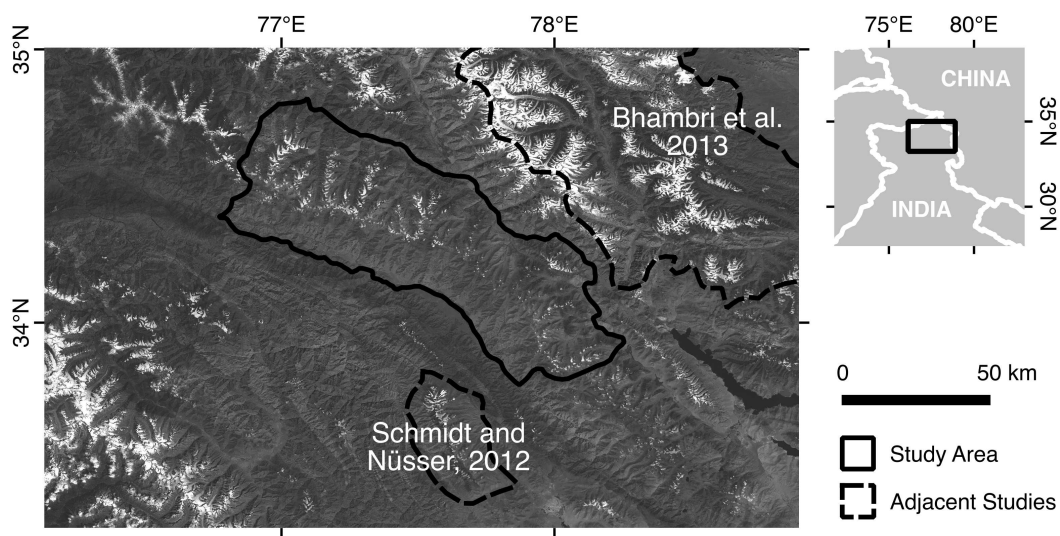 77°E
78°E
35°N
34°N
Bhambri et al.
2013
Schmidt and
Nüsser, 2012
75°E
80°E
CHINA
INDIA
35°N
30°N
0
50 km
Study Area
Adjacent Studies